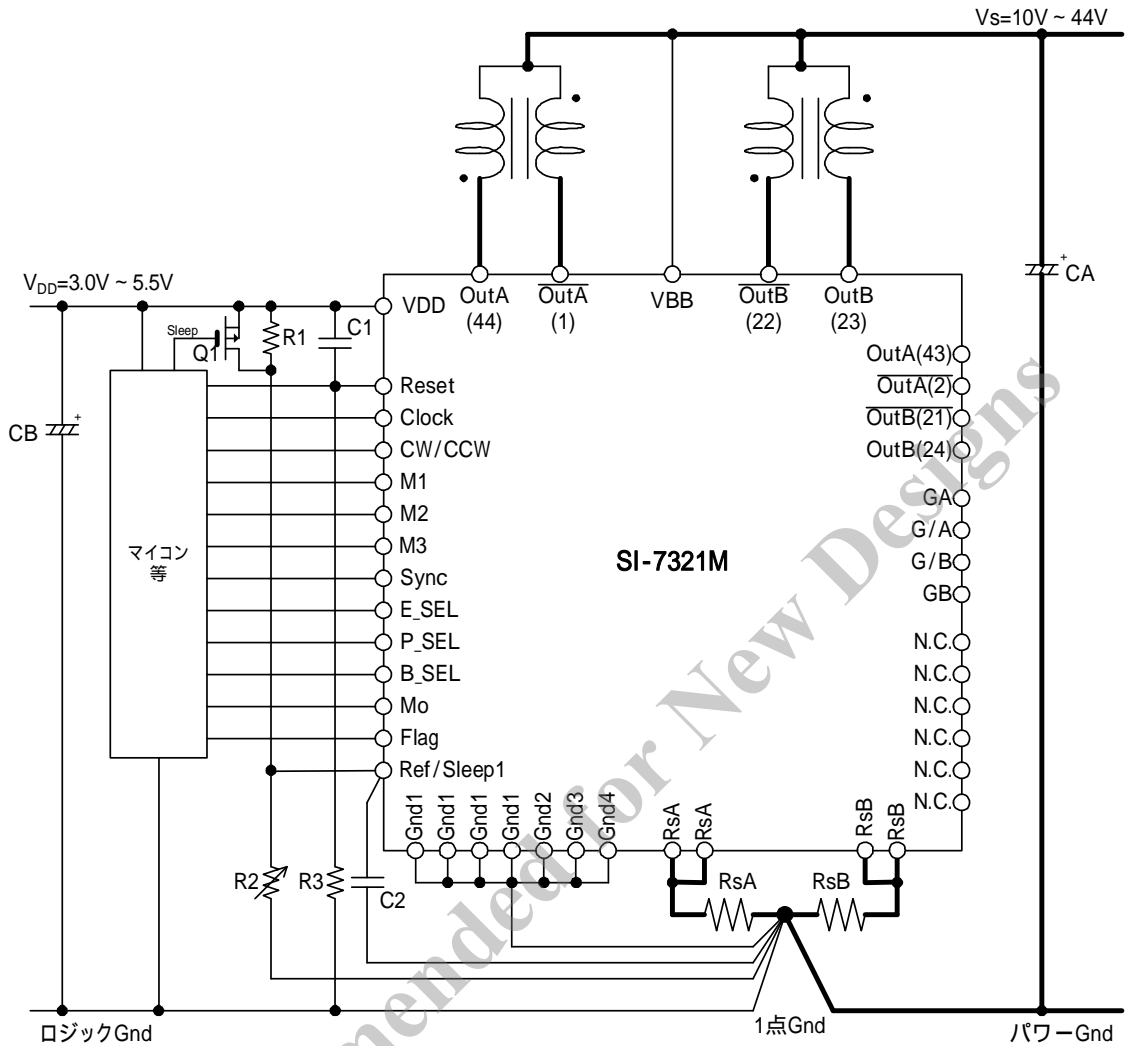 Vs=10V ~ 44V
CA
+
VDD=3.0V ~ 5.5V
VDD
OutA
(44)
OutA
(1)
VBB
OutB
(22)
OutB
(23)
Sleep
Q1
R1
C1
CB
+
マイコン
等
Reset
Clock
CW/CCW
M1
M2
M3
Sync
E_SEL
P_SEL
B_SEL
Mo
Flag
Ref/Sleep1
SI-7321M
OutA(43)
OutA(2)
OutB(21)
OutB(24)
GA
G/A
G/B
GB
N.C.
N.C.
N.C.
N.C.
N.C.
N.C.
Gnd1
Gnd1
Gnd1
Gnd1
Gnd2
Gnd3
Gnd4
RsA
RsA
RsB
RsB
R2
R3
C2
RsA
RsB
1点Gnd
ロジックGnd
パワーGnd
mended for New Designs